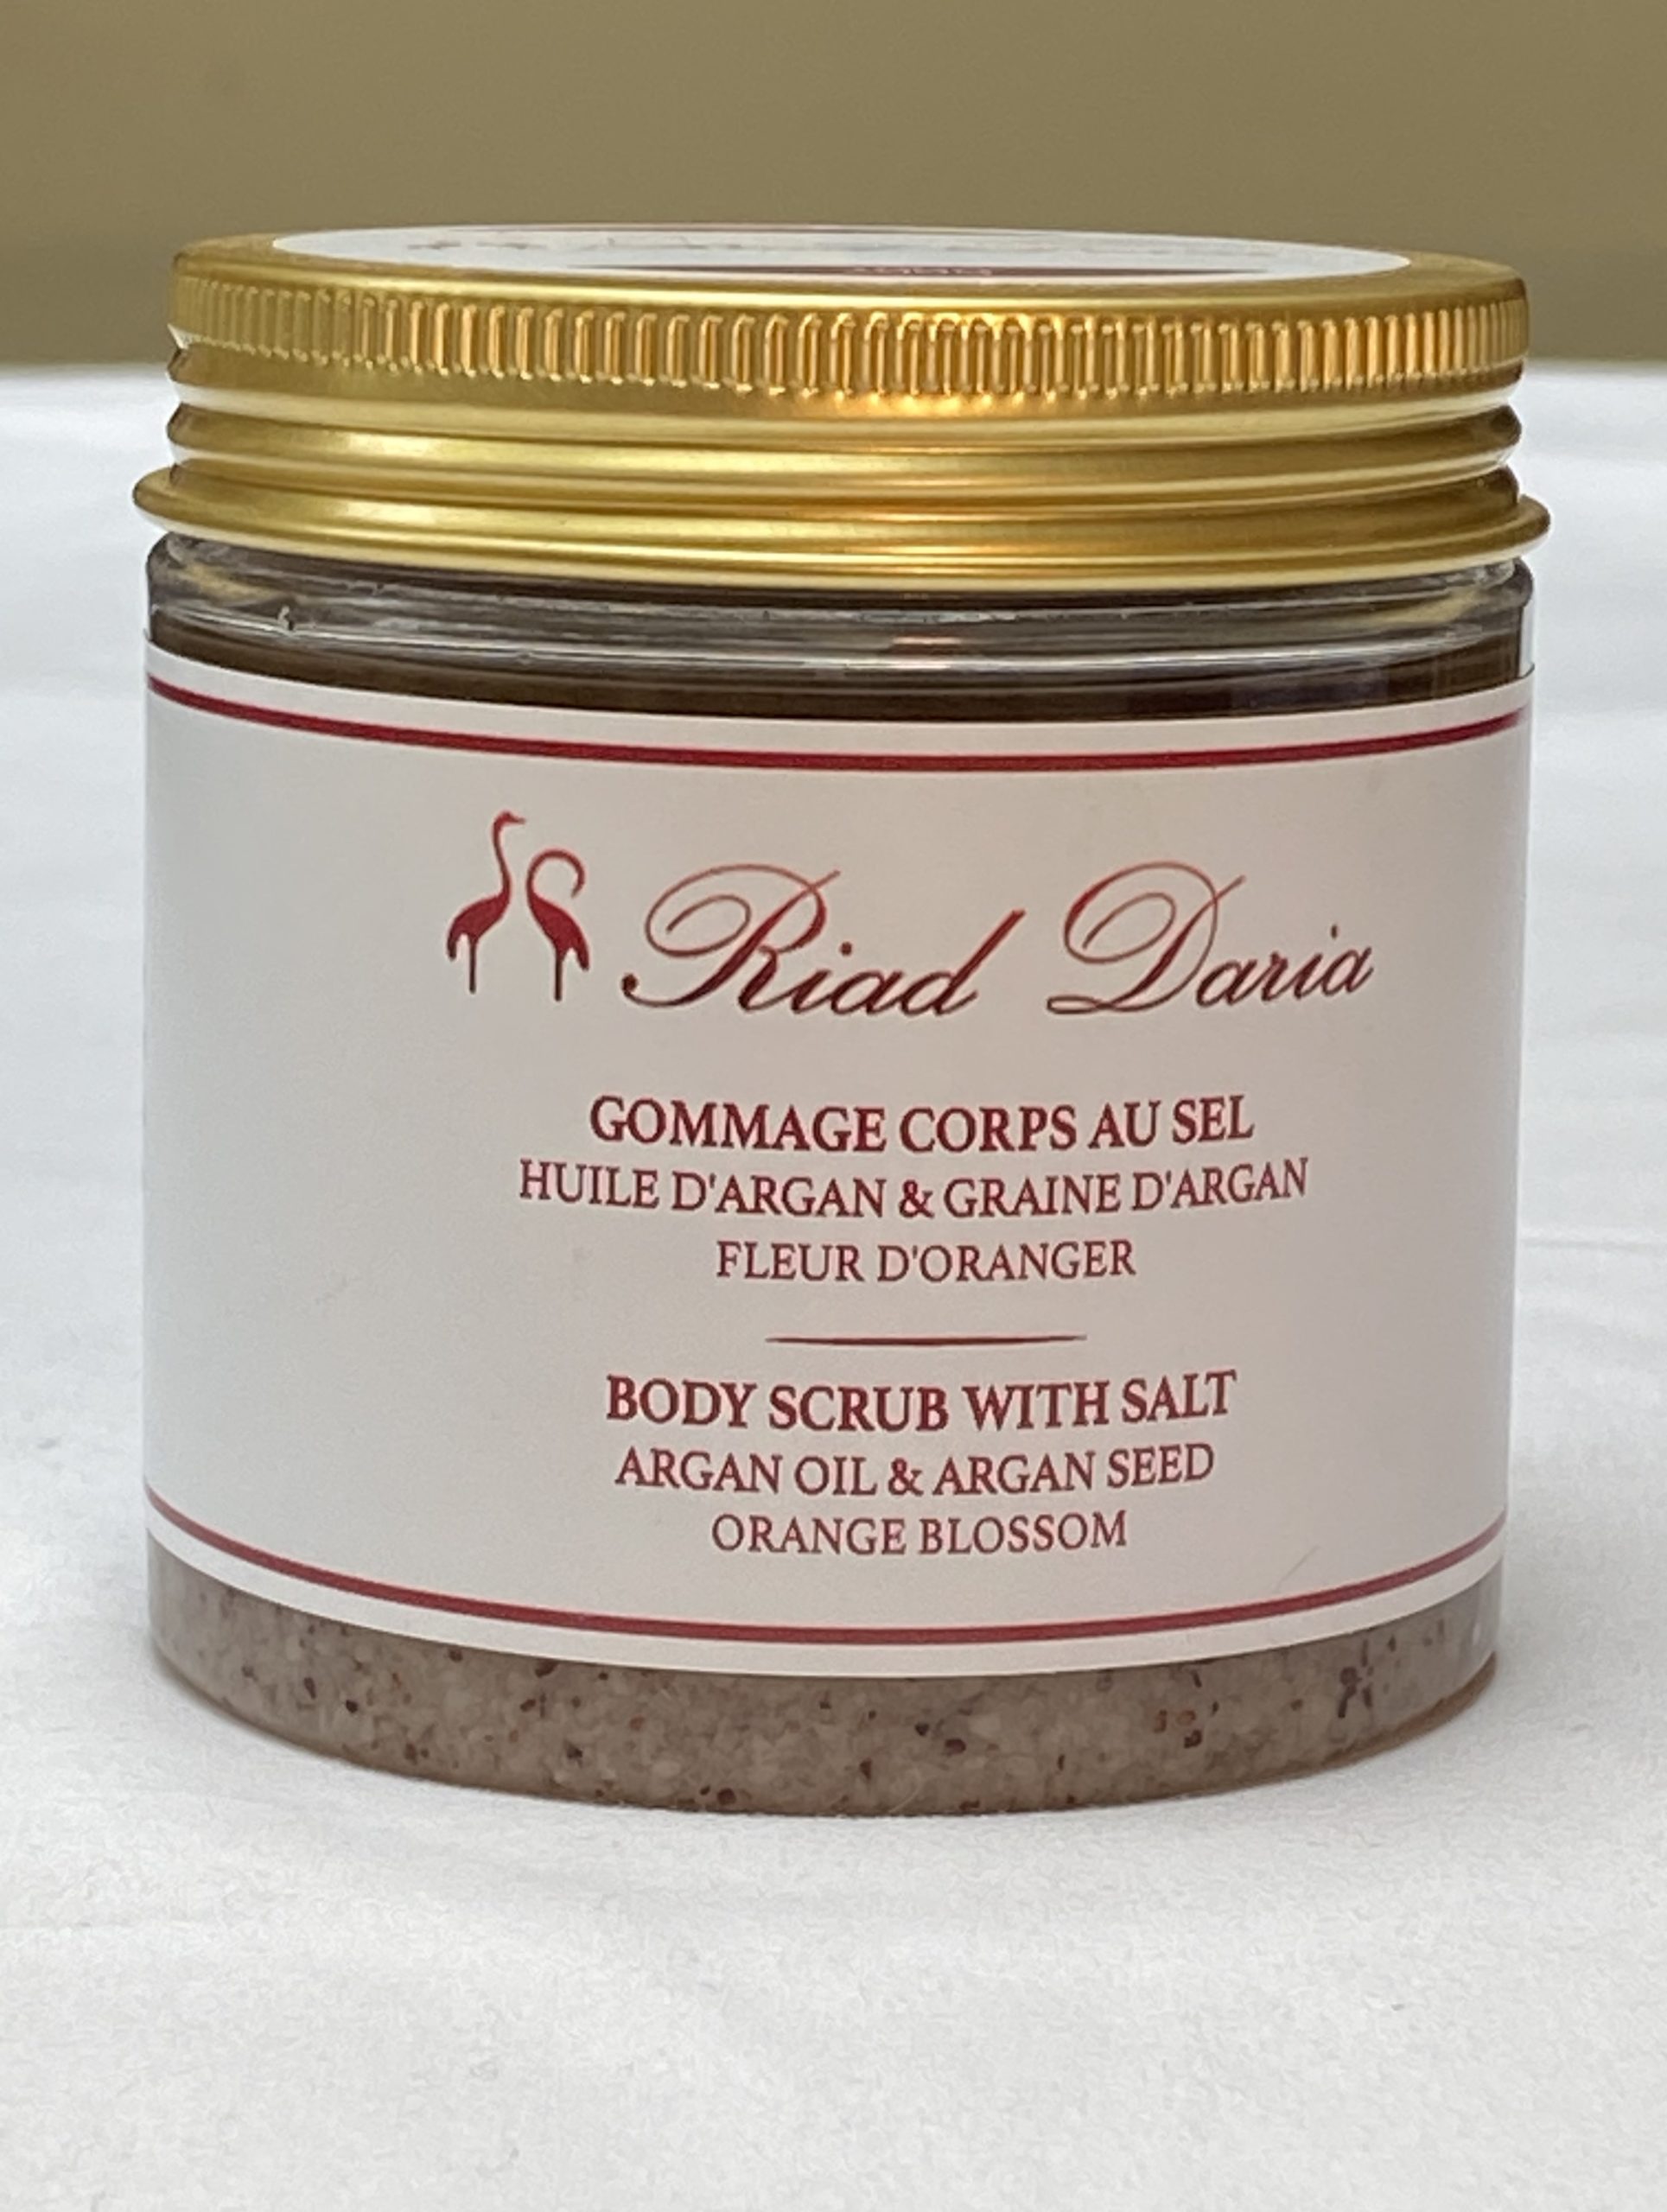 Riad Daria
GOMMAGE CORPS AU SEL
HUILE D'ARGAN & GRAINE D'ARGAN
FLEUR D'ORANGER
BODY SCRUB WITH SALT
ARGAN OIL & ARGAN SEED
ORANGE BLOSSOM